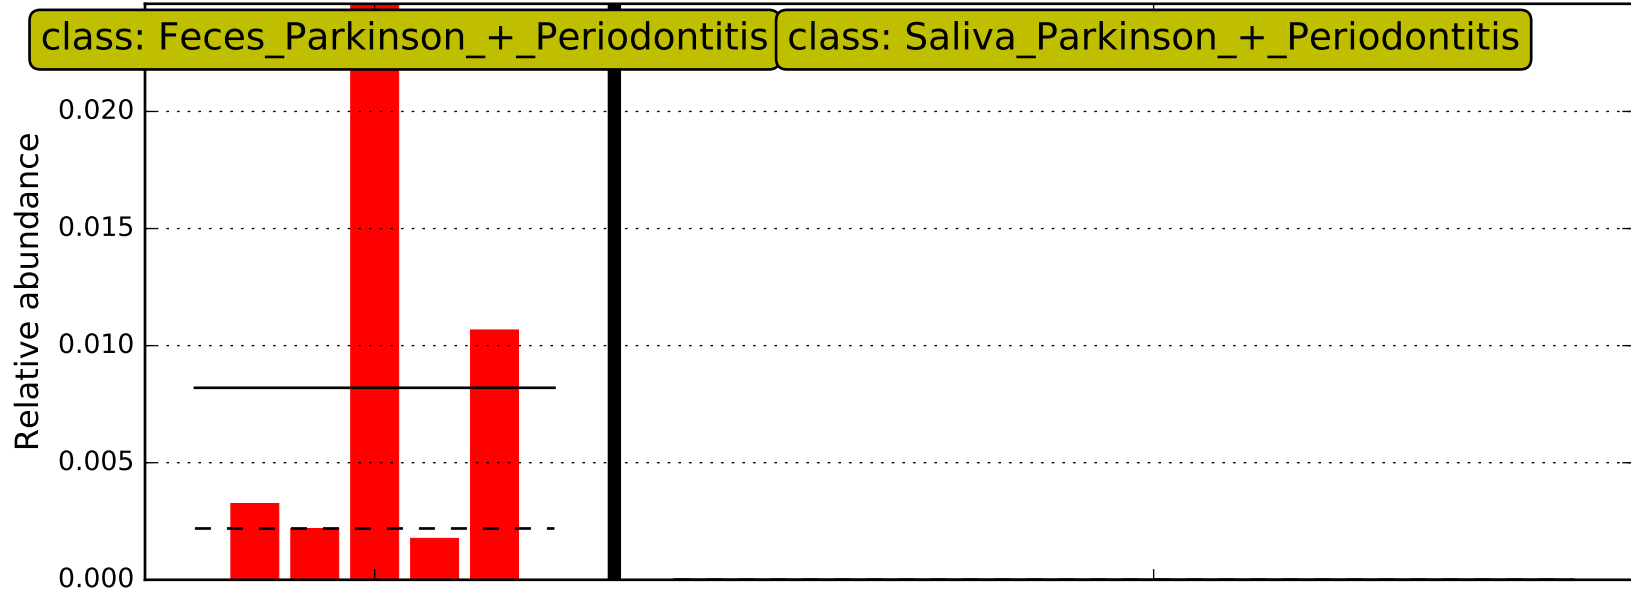 class: Feces_Parkinson_+_Periodontitis
class: Saliva_Parkinson_+_Periodontitis
0.020
0.015
0.010
0.005
0.000
Relative abundance